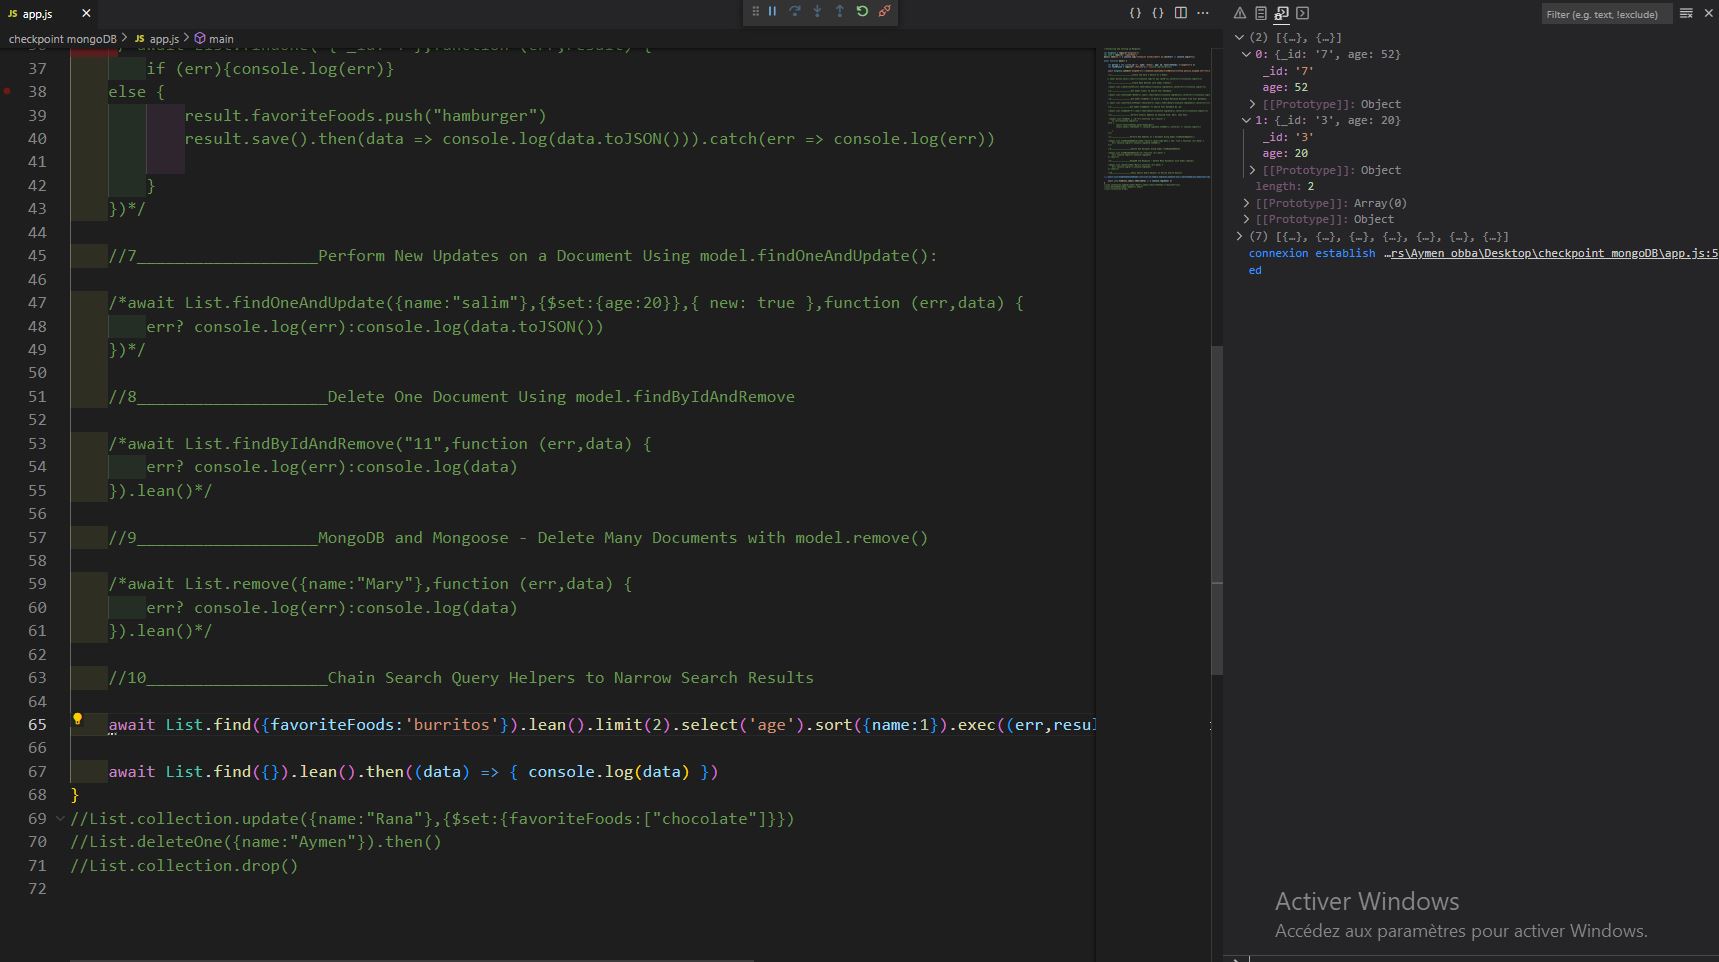 JS app.js
Filter (e.g. text, !exclude)
checkpoint mongoDB > JS app.js > main
37 if (err){console.log(err)}
38 else {
39 result.favoriteFoods.push("hamburger")
40 result.save().then(data => console.log(data.toJSON())).catch(err => console.log(err))
41
42 }
43 })*/
44
45 //7___________________Perform New Updates on a Document Using model.findOneAndUpdate():
46
47 /*await List.findOneAndUpdate({name:"salim"},{$set:{age:20}},{ new: true },function (err,data) {
48 err? console.log(err):console.log(data.toJSON())
49 })*/
50
51 //8____________________Delete One Document Using model.findByIdAndRemove
52
53 /*await List.findByIdAndRemove("11",function (err,data) {
54 err? console.log(err):console.log(data)
55 }).lean()*/
56
57 //9___________________MongoDB and Mongoose - Delete Many Documents with model.remove()
58
59 /*await List.remove({name:"Mary"},function (err,data) {
60 err? console.log(err):console.log(data)
61 }).lean()*/
62
63 //10___________________Chain Search Query Helpers to Narrow Search Results
64
65 await List.find({favoriteFoods:'burritos'}).lean().limit(2).select('age').sort({name:1}).exec((err,resul
66
67 await List.find({}).lean().then((data) => { console.log(data) })
68 }
69 //List.collection.update({name:"Rana"},{$set:{favoriteFoods:["chocolate"]}})
70 //List.deleteOne({name:"Aymen"}).then()
71 //List.collection.drop()
72
(2) [{…}, {…}]
0: {_id: '7', age: 52}
_id: '7'
age: 52
[[Prototype]]: Object
1: {_id: '3', age: 20}
_id: '3'
age: 20
[[Prototype]]: Object
length: 2
[[Prototype]]: Array(0)
[[Prototype]]: Object
(7) [{…}, {…}, {…}, {…}, {…}, {…}, {…}]
connexion establish …rs\Aymen obba\Desktop\checkpoint mongoDB\app.js:5
ed
Activer Windows
Accédez aux paramètres pour activer Windows.